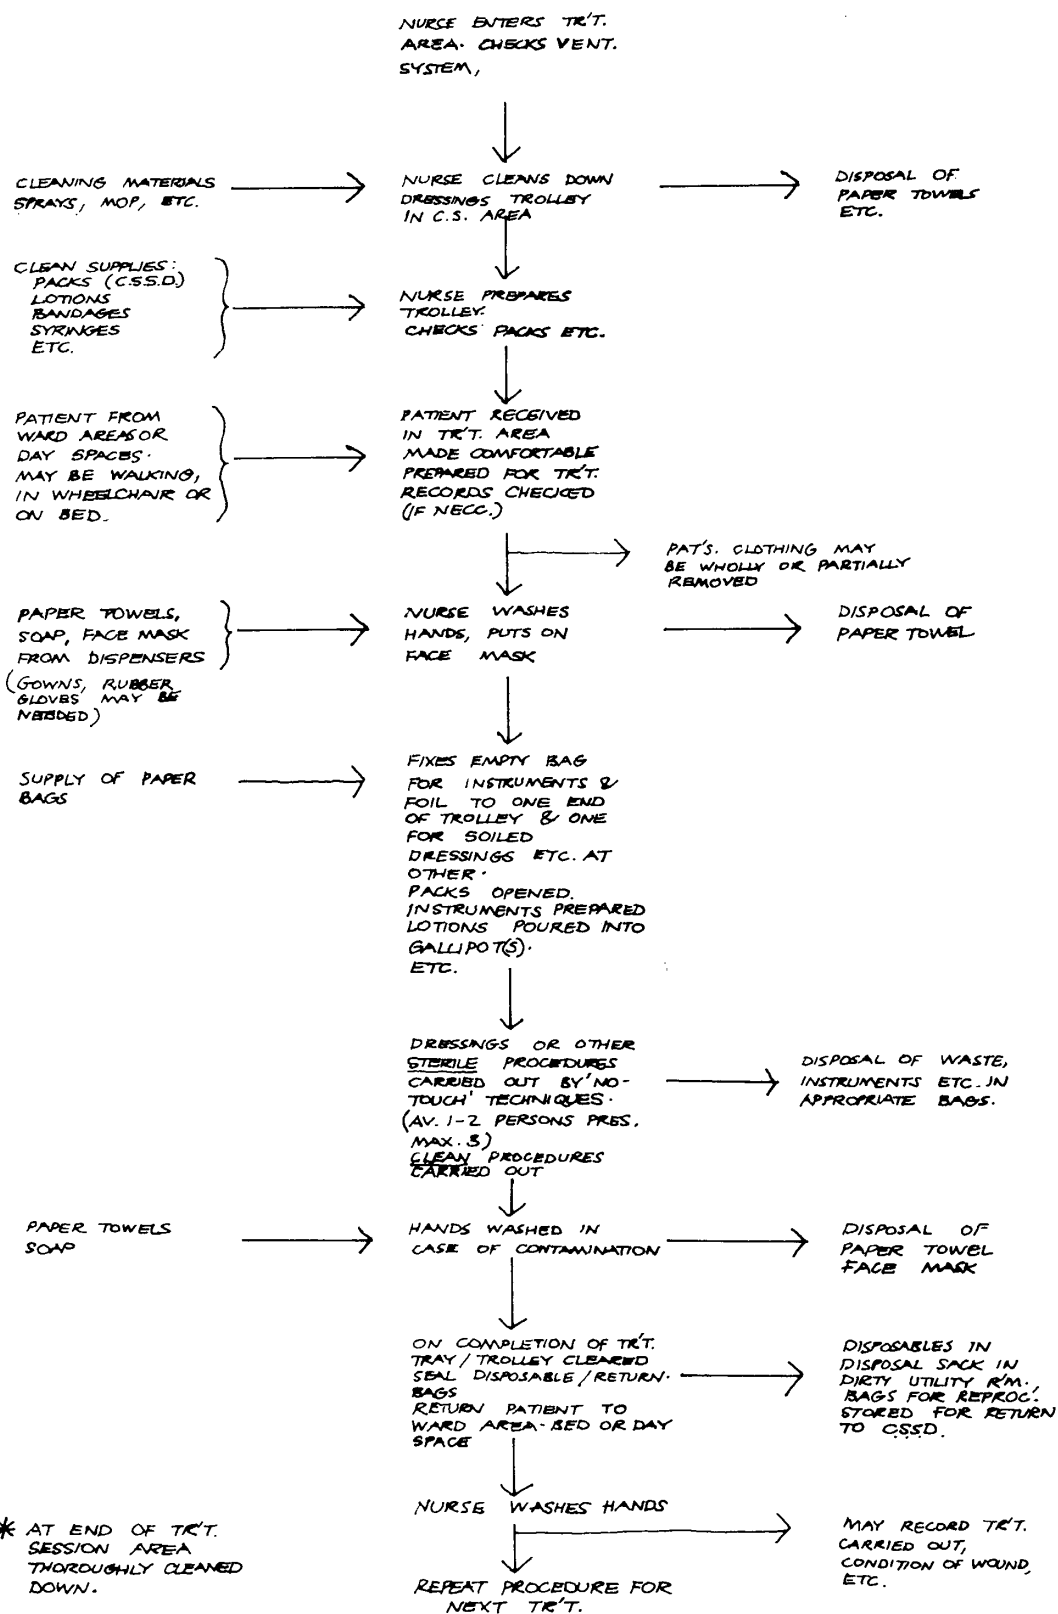 NURSE ENTERS TR'T.
AREA. CHECKS VENT.
SYSTEM,
CLEANING MATERIALS
SPRAYS, MOP, ETC.
NURSE CLEANS DOWN
DRESSINGS TROLLEY
IN C.S. AREA
DISPOSAL OF
PAPER TOWELS
ETC.
CLEAN SUPPLIES:
PACKS (C.S.S.D.)
LOTIONS
BANDAGES
SYRINGES
ETC.
NURSE PREPARES
TROLLEY.
CHECKS PACKS ETC.
PATIENT FROM
WARD AREAS OR
DAY SPACES.
MAY BE WALKING,
IN WHEELCHAIR OR
ON BED.
PATIENT RECEIVED
IN TR'T. AREA
MADE COMFORTABLE
PREPARED FOR TR'T.
RECORDS CHECKED
(IF NECC.)
PAT'S. CLOTHING MAY
BE WHOLLY OR PARTIALLY
REMOVED
PAPER TOWELS,
SOAP, FACE MASK
FROM DISPENSERS
(GOWNS, RUBBER
GLOVES MAY BE
NEEDED)
NURSE WASHES
HANDS, PUTS ON
FACE MASK
DISPOSAL OF
PAPER TOWEL
SUPPLY OF PAPER
BAGS
FIXES EMPTY BAG
FOR INSTRUMENTS &
FOIL TO ONE END
OF TROLLEY & ONE
FOR SOILED
DRESSINGS ETC. AT
OTHER.
PACKS OPENED.
INSTRUMENTS PREPARED
LOTIONS POURED INTO
GALLIPOT(S).
ETC.
DRESSINGS OR OTHER
STERILE PROCEDURES
CARRIED OUT BY 'NO-
TOUCH' TECHNIQUES.
(AV. 1-2 PERSONS PRES.
MAX. 3)
CLEAN PROCEDURES
CARRIED OUT
DISPOSAL OF WASTE,
INSTRUMENTS ETC. IN
APPROPRIATE BAGS.
PAPER TOWELS
SOAP
HANDS WASHED IN
CASE OF CONTAMINATION
DISPOSAL OF
PAPER TOWEL
FACE MASK
ON COMPLETION OF TR'T.
TRAY / TROLLEY CLEARED
SEAL DISPOSABLE / RETURN.
BAGS
RETURN PATIENT TO
WARD AREA - BED OR DAY
SPACE
DISPOSABLES IN
DISPOSAL SACK IN
DIRTY UTILITY R'M.
BAGS FOR REPROC'.
STORED FOR RETURN
TO C.S.S.D.
NURSE WASHES HANDS
MAY RECORD TR'T.
CARRIED OUT,
CONDITION OF WOUND,
ETC.
* AT END OF TR'T.
SESSION AREA
THOROUGHLY CLEANED
DOWN.
REPEAT PROCEDURE FOR
NEXT TR'T.